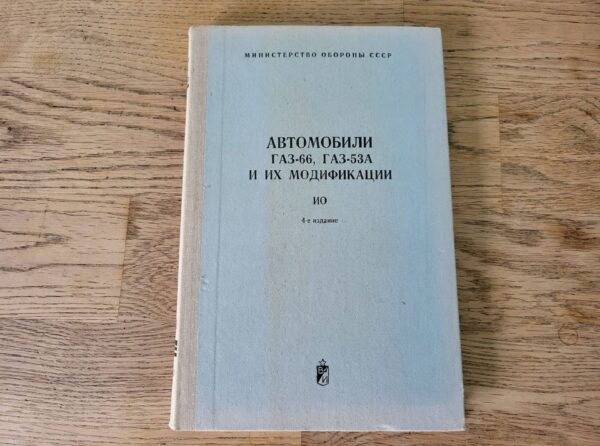 МИНИСТЕРСТВО ОБОРОНЫ СССР
АВТОМОБИЛИ
ГАЗ-66, ГАЗ-53А
И ИХ МОДИФИКАЦИИ
ИО
4-е издание